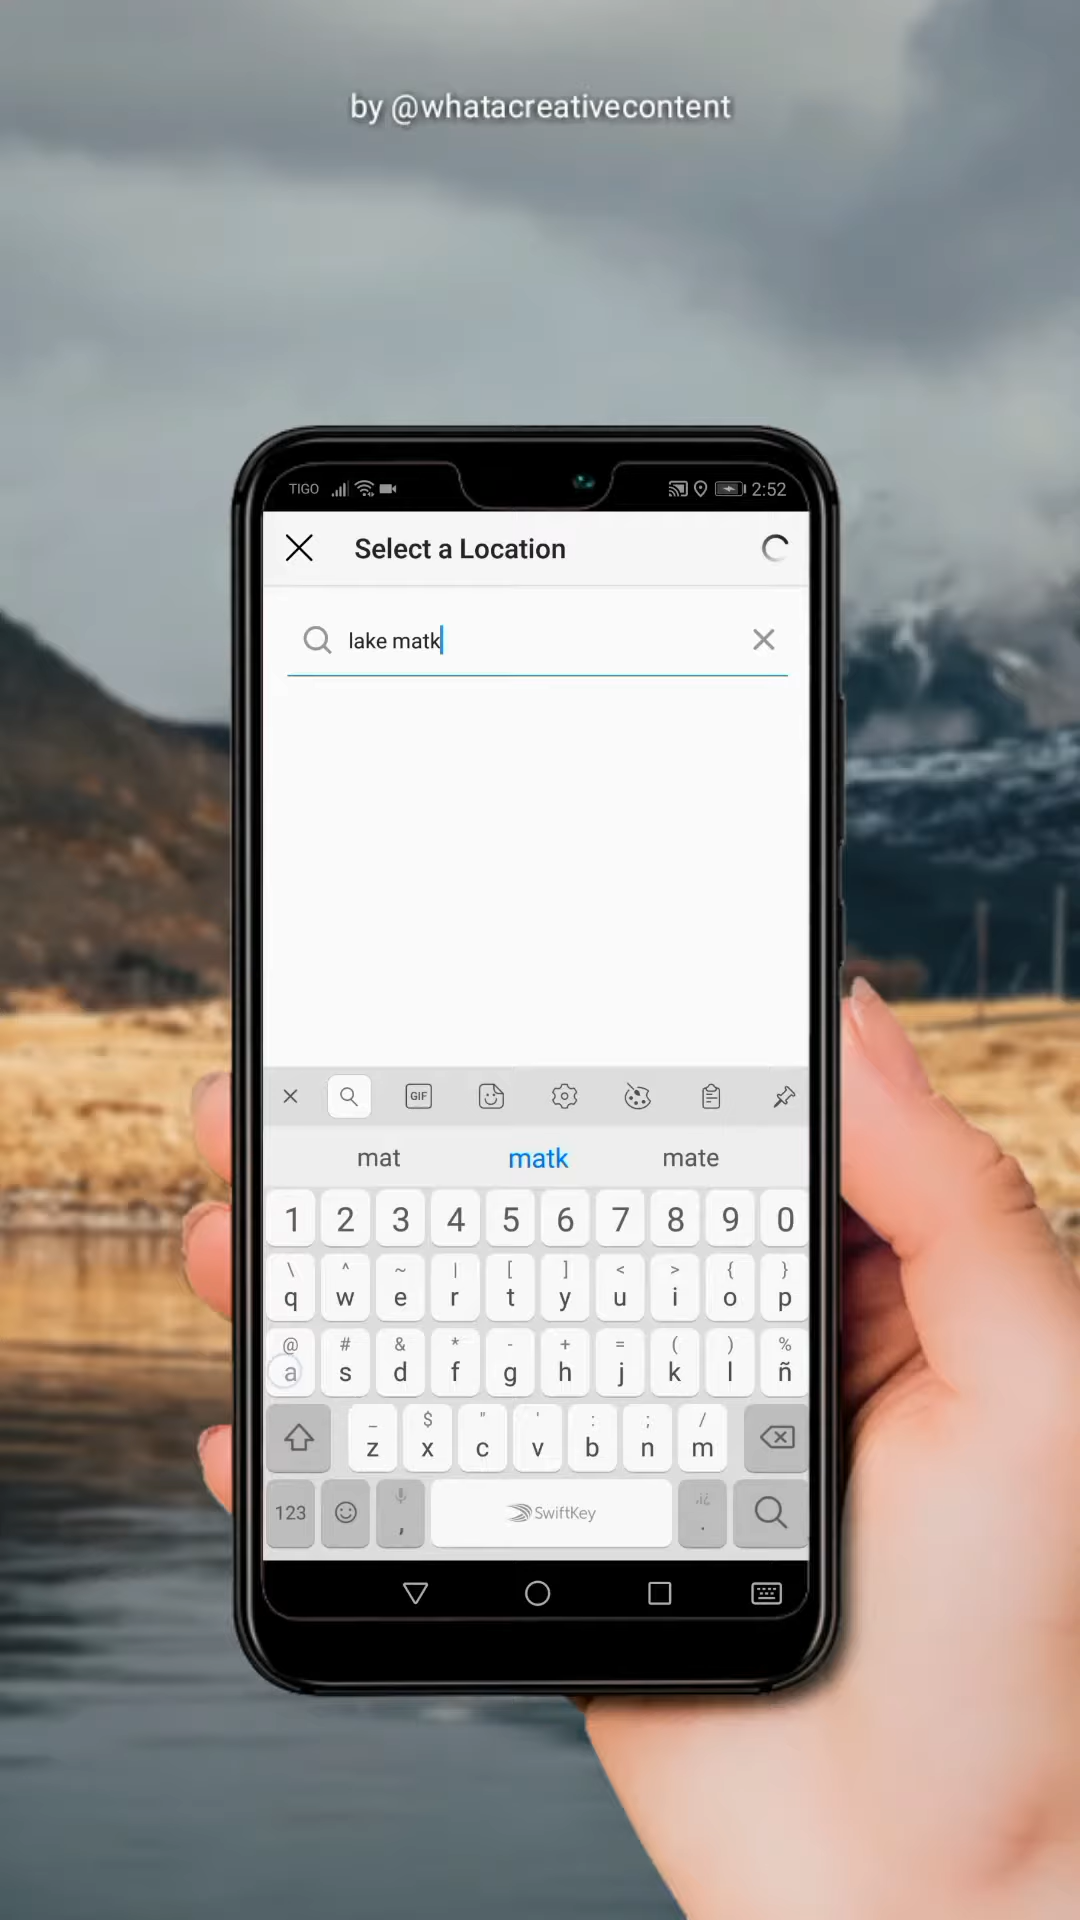 by @whatacreativecontent
TIGO 2:52
Select a Location
lake matk
GIF
mat matk mate
1 2 3 4 5 6 7 8 9 0
\ ^ ~ | [ ] < > { }
q w e r t y u i o p
@ # & * - + = ( ) %
a s d f g h j k l ñ
_ $ " ' : ; /
z x c v b n m
123 , SwiftKey .